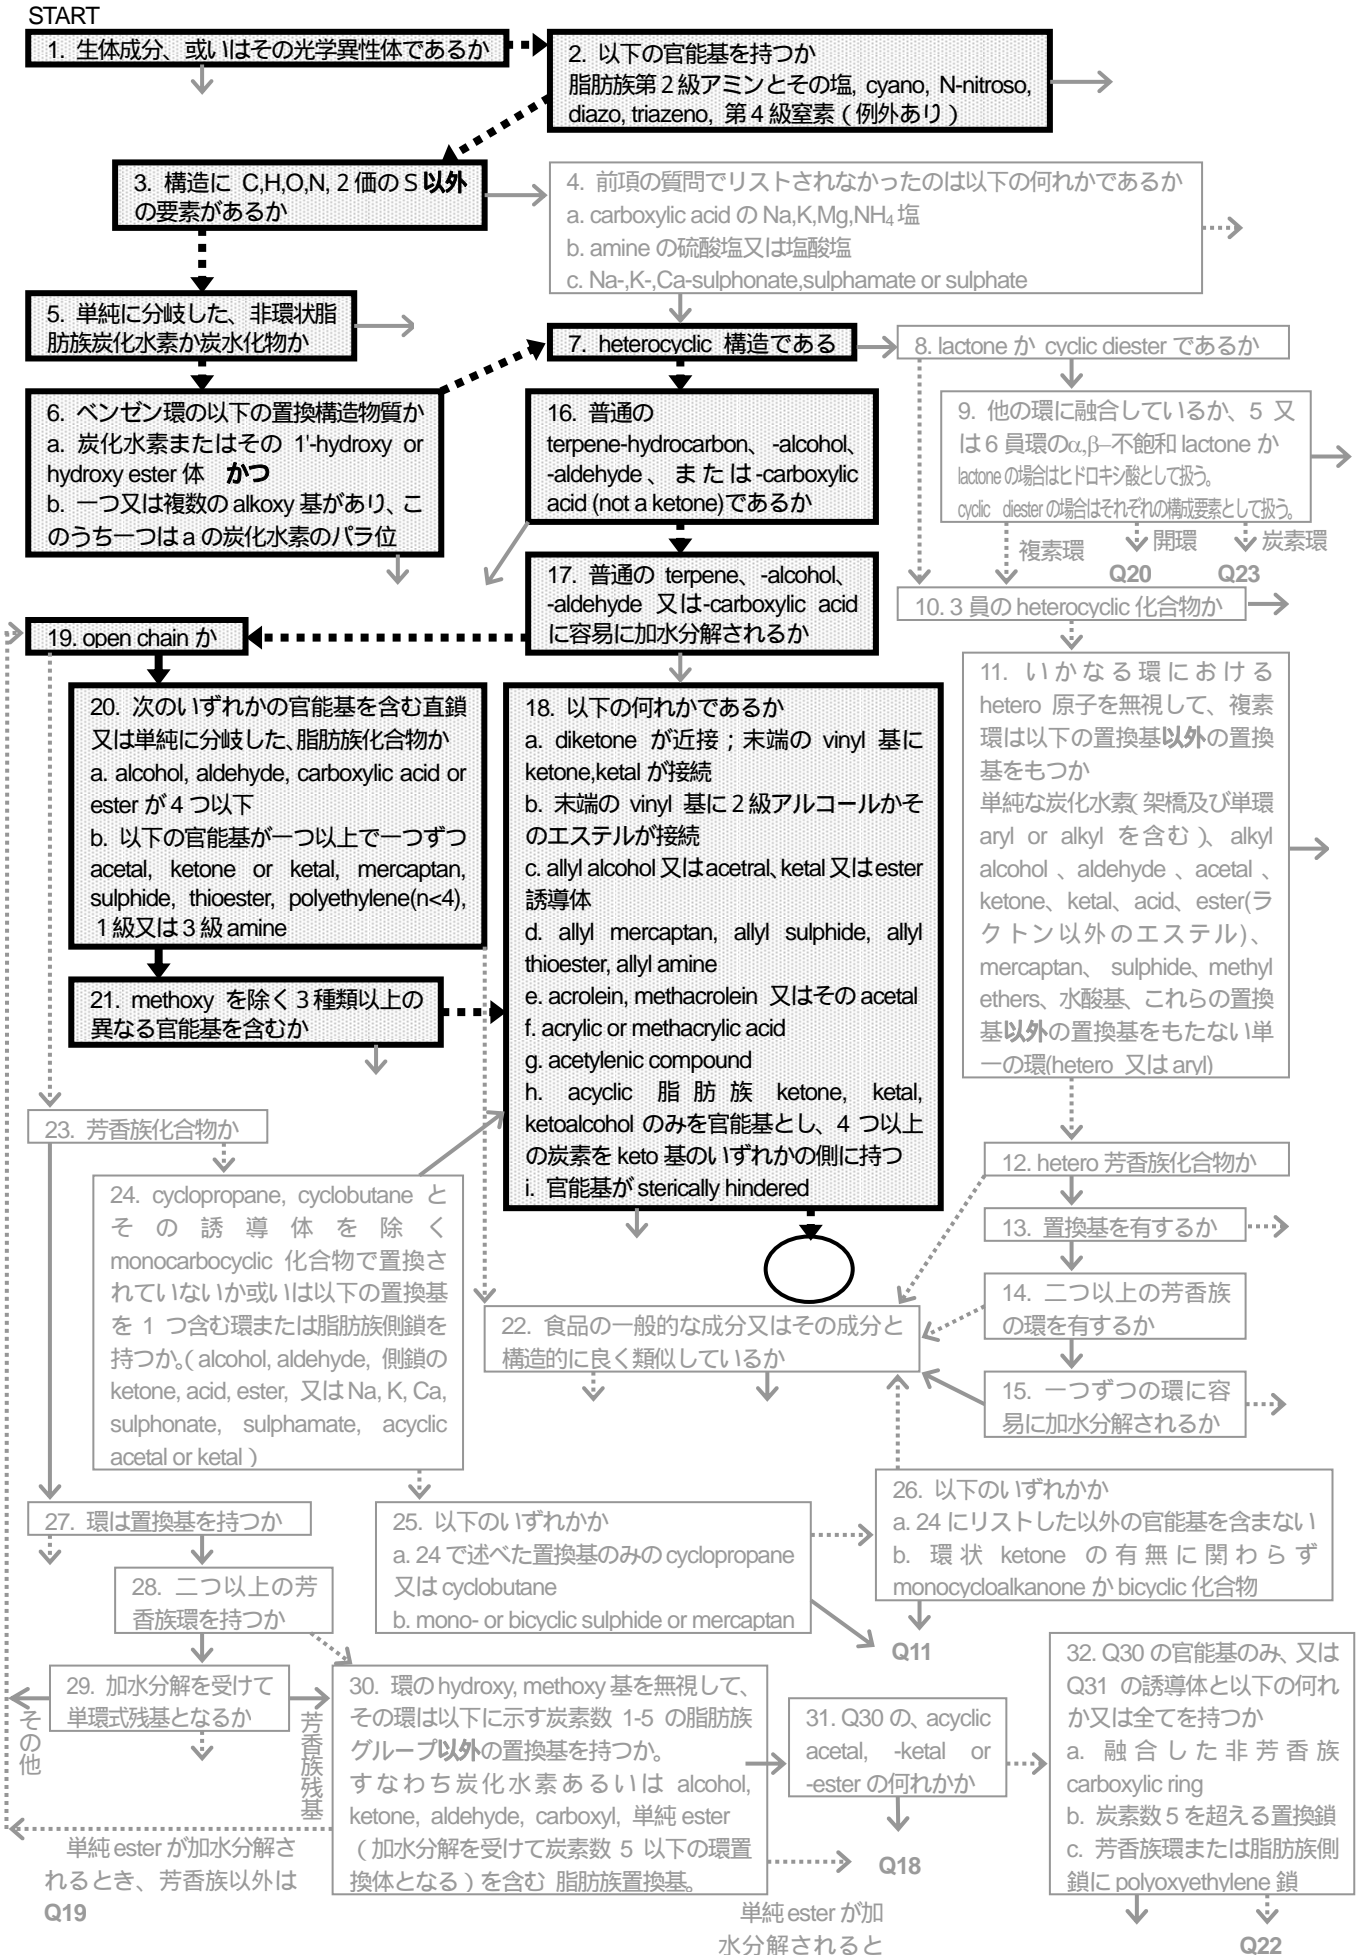 START
1. 生体成分、或いはその光学異性体であるか
2. 以下の官能基を持つか
脂肪族第2級アミンとその塩, cyano, N-nitroso,
diazo, triazeno, 第4級窒素（例外あり）
3. 構造に C,H,O,N, 2価のS以外
の要素があるか
4. 前項の質問でリストされなかったのは以下の何れかであるか
a. carboxylic acid の Na,K,Mg,NH₄塩
b. amine の硫酸塩又は塩酸塩
c. Na-,K-,Ca-sulphonate,sulphamate or sulphate
5. 単純に分岐した、非環状脂
肪族炭化水素か炭水化物か
6. ベンゼン環の以下の置換構造物質か
a. 炭化水素またはその 1'-hydroxy or
hydroxy ester 体 かつ
b. 一つ又は複数の alkoxy 基があり、こ
のうち一つは a の炭化水素のパラ位
7. heterocyclic 構造である
8. lactone か cyclic diester であるか
9. 他の環に融合しているか、5 又
は 6 員環のα,β–不飽和 lactone か
lactone の場合はヒドロキシ酸として扱う。
cyclic diester の場合はそれぞれの構成要素として扱う。
複素環
開環
炭素環
Q20
Q23
10. 3 員の heterocyclic 化合物か
16. 普通の
terpene-hydrocarbon、-alcohol、
-aldehyde、または-carboxylic
acid (not a ketone)であるか
17. 普通の terpene、-alcohol、
-aldehyde 又は-carboxylic acid
に容易に加水分解されるか
19. open chain か
20. 次のいずれかの官能基を含む直鎖
又は単純に分岐した、脂肪族化合物か
a. alcohol, aldehyde, carboxylic acid or
ester が 4 つ以下
b. 以下の官能基が一つ以上で一つずつ
acetal, ketone or ketal, mercaptan,
sulphide, thioester, polyethylene(n<4),
1級又は3級 amine
21. methoxy を除く3種類以上の
異なる官能基を含むか
18. 以下の何れかであるか
a. diketone が近接；末端の vinyl 基に
ketone,ketal が接続
b. 末端の vinyl 基に2級アルコールかそ
のエステルが接続
c. allyl alcohol 又は acetral、ketal 又は ester
誘導体
d. allyl mercaptan, allyl sulphide, allyl
thioester, allyl amine
e. acrolein, methacrolein 又はその acetal
f. acrylic or methacrylic acid
g. acetylenic compound
h. acyclic 脂肪族 ketone, ketal,
ketoalcohol のみを官能基とし、4 つ以上
の炭素を keto 基のいずれかの側に持つ
i. 官能基が sterically hindered
11. いかなる環における
hetero 原子を無視して、複素
環は以下の置換基以外の置換
基をもつか
単純な炭化水素(架橋及び単環
aryl or alkyl を含む)、alkyl
alcohol、aldehyde、acetal、
ketone、ketal、acid、ester(ラ
クトン以外のエステル)、
mercaptan、 sulphide、methyl
ethers、水酸基、これらの置換
基以外の置換基をもたない単
一の環(hetero 又は aryl)
12. hetero 芳香族化合物か
13. 置換基を有するか
14. 二つ以上の芳香族
の環を有するか
15. 一つずつの環に容
易に加水分解されるか
22. 食品の一般的な成分又はその成分と
構造的に良く類似しているか
23. 芳香族化合物か
24. cyclopropane, cyclobutane と
その誘導体を除く
monocarbocyclic 化合物で置換さ
れていないか或いは以下の置換基
を 1 つ含む環または脂肪族側鎖を
持つか。（alcohol, aldehyde, 側鎖の
ketone, acid, ester, 又は Na, K, Ca,
sulphonate, sulphamate, acyclic
acetal or ketal）
25. 以下のいずれかか
a. 24 で述べた置換基のみの cyclopropane
又は cyclobutane
b. mono- or bicyclic sulphide or mercaptan
26. 以下のいずれかか
a. 24 にリストした以外の官能基を含まない
b. 環状 ketone の有無に関わらず
monocycloalkanone か bicyclic 化合物
Q11
27. 環は置換基を持つか
28. 二つ以上の芳
香族環を持つか
29. 加水分解を受けて
単環式残基となるか
その他
芳香族残基
30. 環の hydroxy, methoxy 基を無視して、
その環は以下に示す炭素数 1-5 の脂肪族
グループ以外の置換基を持つか。
すなわち炭化水素あるいは alcohol,
ketone, aldehyde, carboxyl, 単純 ester
（加水分解を受けて炭素数 5 以下の環置
換体となる）を含む 脂肪族置換基。
31. Q30 の、acyclic
acetal, -ketal or
-ester の何れかか
Q18
32. Q30 の官能基のみ、又は
Q31 の誘導体と以下の何れ
か又は全てを持つか
a. 融合した非芳香族
carboxylic ring
b. 炭素数 5 を超える置換鎖
c. 芳香族環または脂肪族側
鎖に polyoxyethylene 鎖
Q22
単純 ester が加水分解さ
れるとき、芳香族以外は
Q19
単純 ester が加
水分解されると